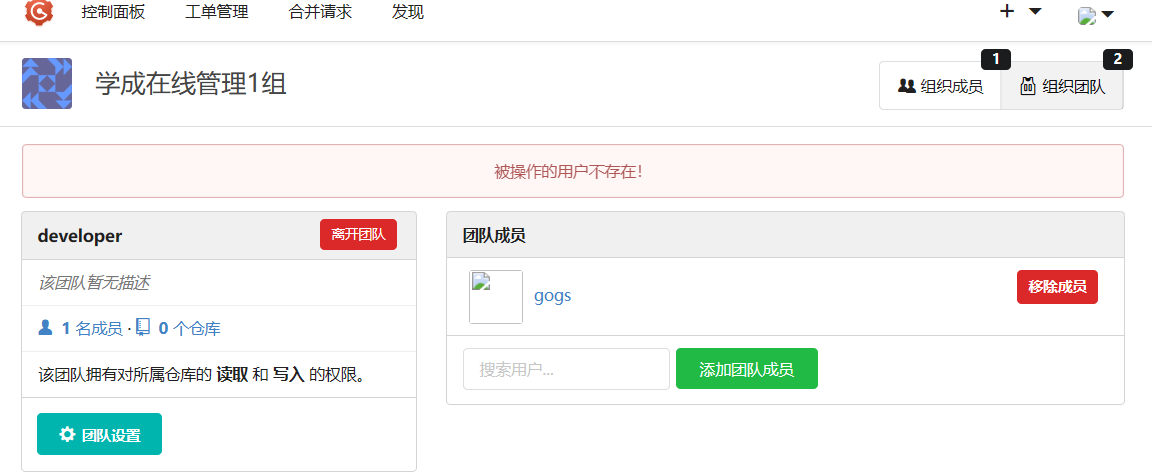 控制面板 工单管理 合并请求 发现
学成在线管理1组
组织成员 1 组织团队 2
被操作的用户不存在！
developer 离开团队
该团队暂无描述
1 名成员 · 0 个仓库
该团队拥有对所属仓库的 读取 和 写入 的权限。
团队设置
团队成员
gogs 移除成员
搜索用户... 添加团队成员